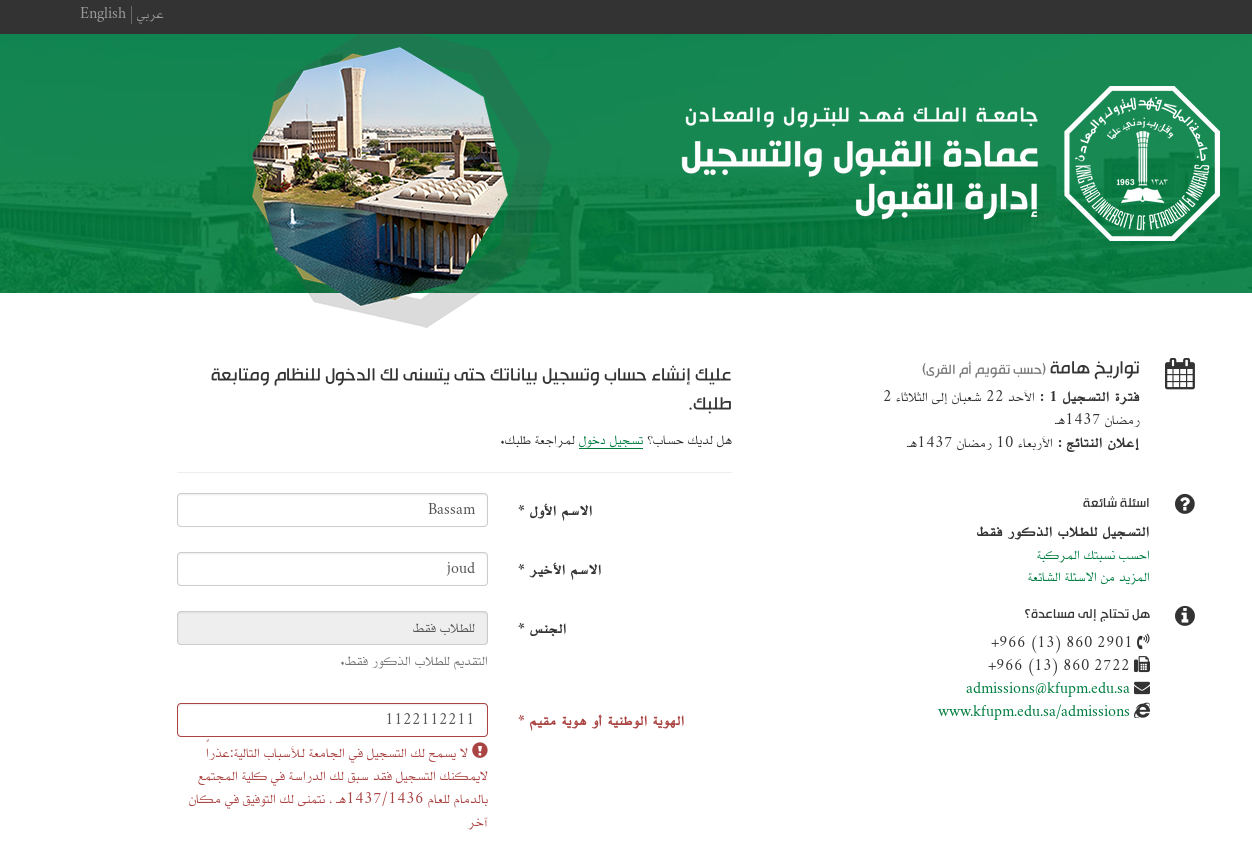 عربي | English
جامعة الملك فهد للبترول والمعادن
عمادة القبول والتسجيل
إدارة القبول
جامعة الملك فهد للبترول والمعادن
وقل رب زدني علما
1963 ١٣٨٣
KING FAHD UNIVERSITY OF PETROLEUM & MINERALS
تواريخ هامة (حسب تقويم أم القرى)
فترة التسجيل 1 : الأحد 22 شعبان إلى الثلاثاء 2
رمضان 1437هـ
إعلان النتائج : الأربعاء 10 رمضان 1437هـ
اسئلة شائعة
التسجيل للطلاب الذكور فقط
احسب نسبتك المركبة
المزيد من الاسئلة الشائعة
هل تحتاج إلى مساعدة؟
+966 (13) 860 2901
+966 (13) 860 2722
admissions@kfupm.edu.sa
www.kfupm.edu.sa/admissions
عليك إنشاء حساب وتسجيل بياناتك حتى يتسنى لك الدخول للنظام ومتابعة
طلبك.
هل لديك حساب؟ تسجيل دخول لمراجعة طلبك.
الاسم الأول *
Bassam
الاسم الأخير *
joud
الجنس *
للطلاب فقط
التقديم للطلاب الذكور فقط.
الهوية الوطنية أو هوية مقيم *
1122112211
لا يسمح لك التسجيل في الجامعة للأسباب التالية:عذراً
لايمكنك التسجيل فقد سبق لك الدراسة في كلية المجتمع
بالدمام للعام 1437/1436هـ ، نتمنى لك التوفيق في مكان
آخر